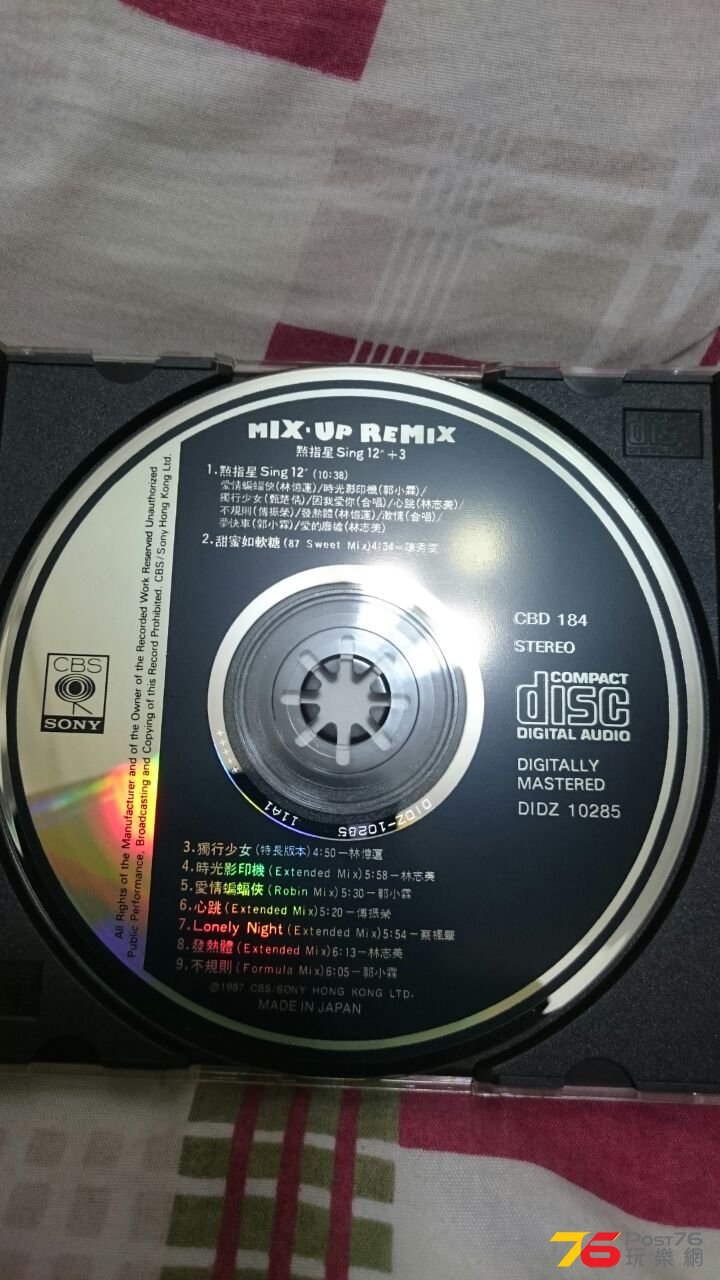 MIX·UP REMIX
點指星Sing 12"+3
1.點指星Sing 12" (10:38)
愛情蝙蝠俠(林憶蓮)/時光影印機(郭小霖)/
獨行少女(甄楚倩)/因我愛你(合唱)/心跳(林志美)/
不規則(傅振榮)/發熱體(林憶蓮)/激情(合唱)/
夢快車(郭小霖)/愛的廢墟(林志美)
2.甜蜜如軟糖(87 Sweet Mix)4:34—陳秀雯
CBD 184
STEREO
COMPACT
disc
DIGITAL AUDIO
DIGITALLY
MASTERED
DIDZ 10285
CBS
SONY
All Rights of the Manufacturer and of the Owner of the Recorded Work Reserved Unauthorized
Public Performance, Broadcasting and Copying of this Record Prohibited. CBS/Sony Hong Kong Ltd.
DIDZ-10285 11A1 ++++
3.獨行少女(特長版本)4:50—林憶蓮
4.時光影印機(Extended Mix)5:58—林志美
5.愛情蝙蝠俠(Robin Mix)5:30—郭小霖
6.心跳(Extended Mix)5:20—傅振榮
7.Lonely Night(Extended Mix)5:54—蔡楓華
8.發熱體(Extended Mix)6:13—林志美
9.不規則(Formula Mix)6:05—郭小霖
℗1987 CBS/SONY HONG KONG LTD.
MADE IN JAPAN
76 Post76
玩樂網